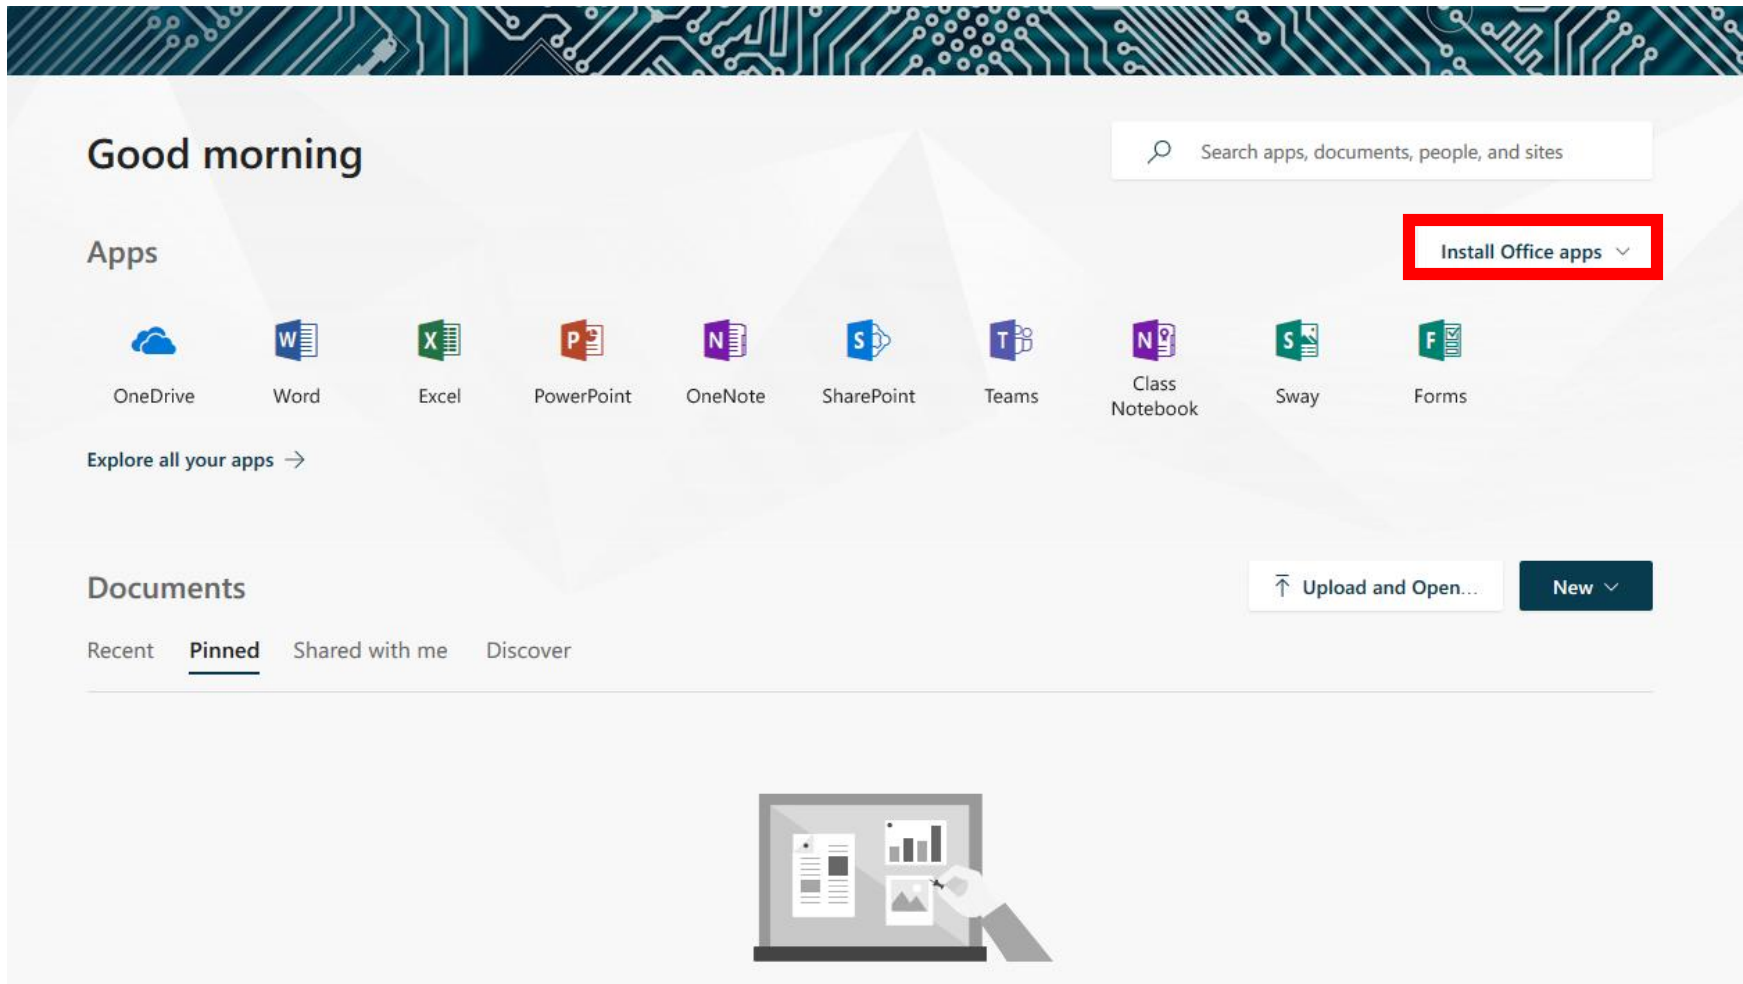 Good morning
Search apps, documents, people, and sites
Apps
Install Office apps
OneDrive
Word
Excel
PowerPoint
OneNote
SharePoint
Teams
Class
Notebook
Sway
Forms
Explore all your apps →
Documents
Upload and Open...
New
Recent Pinned Shared with me Discover